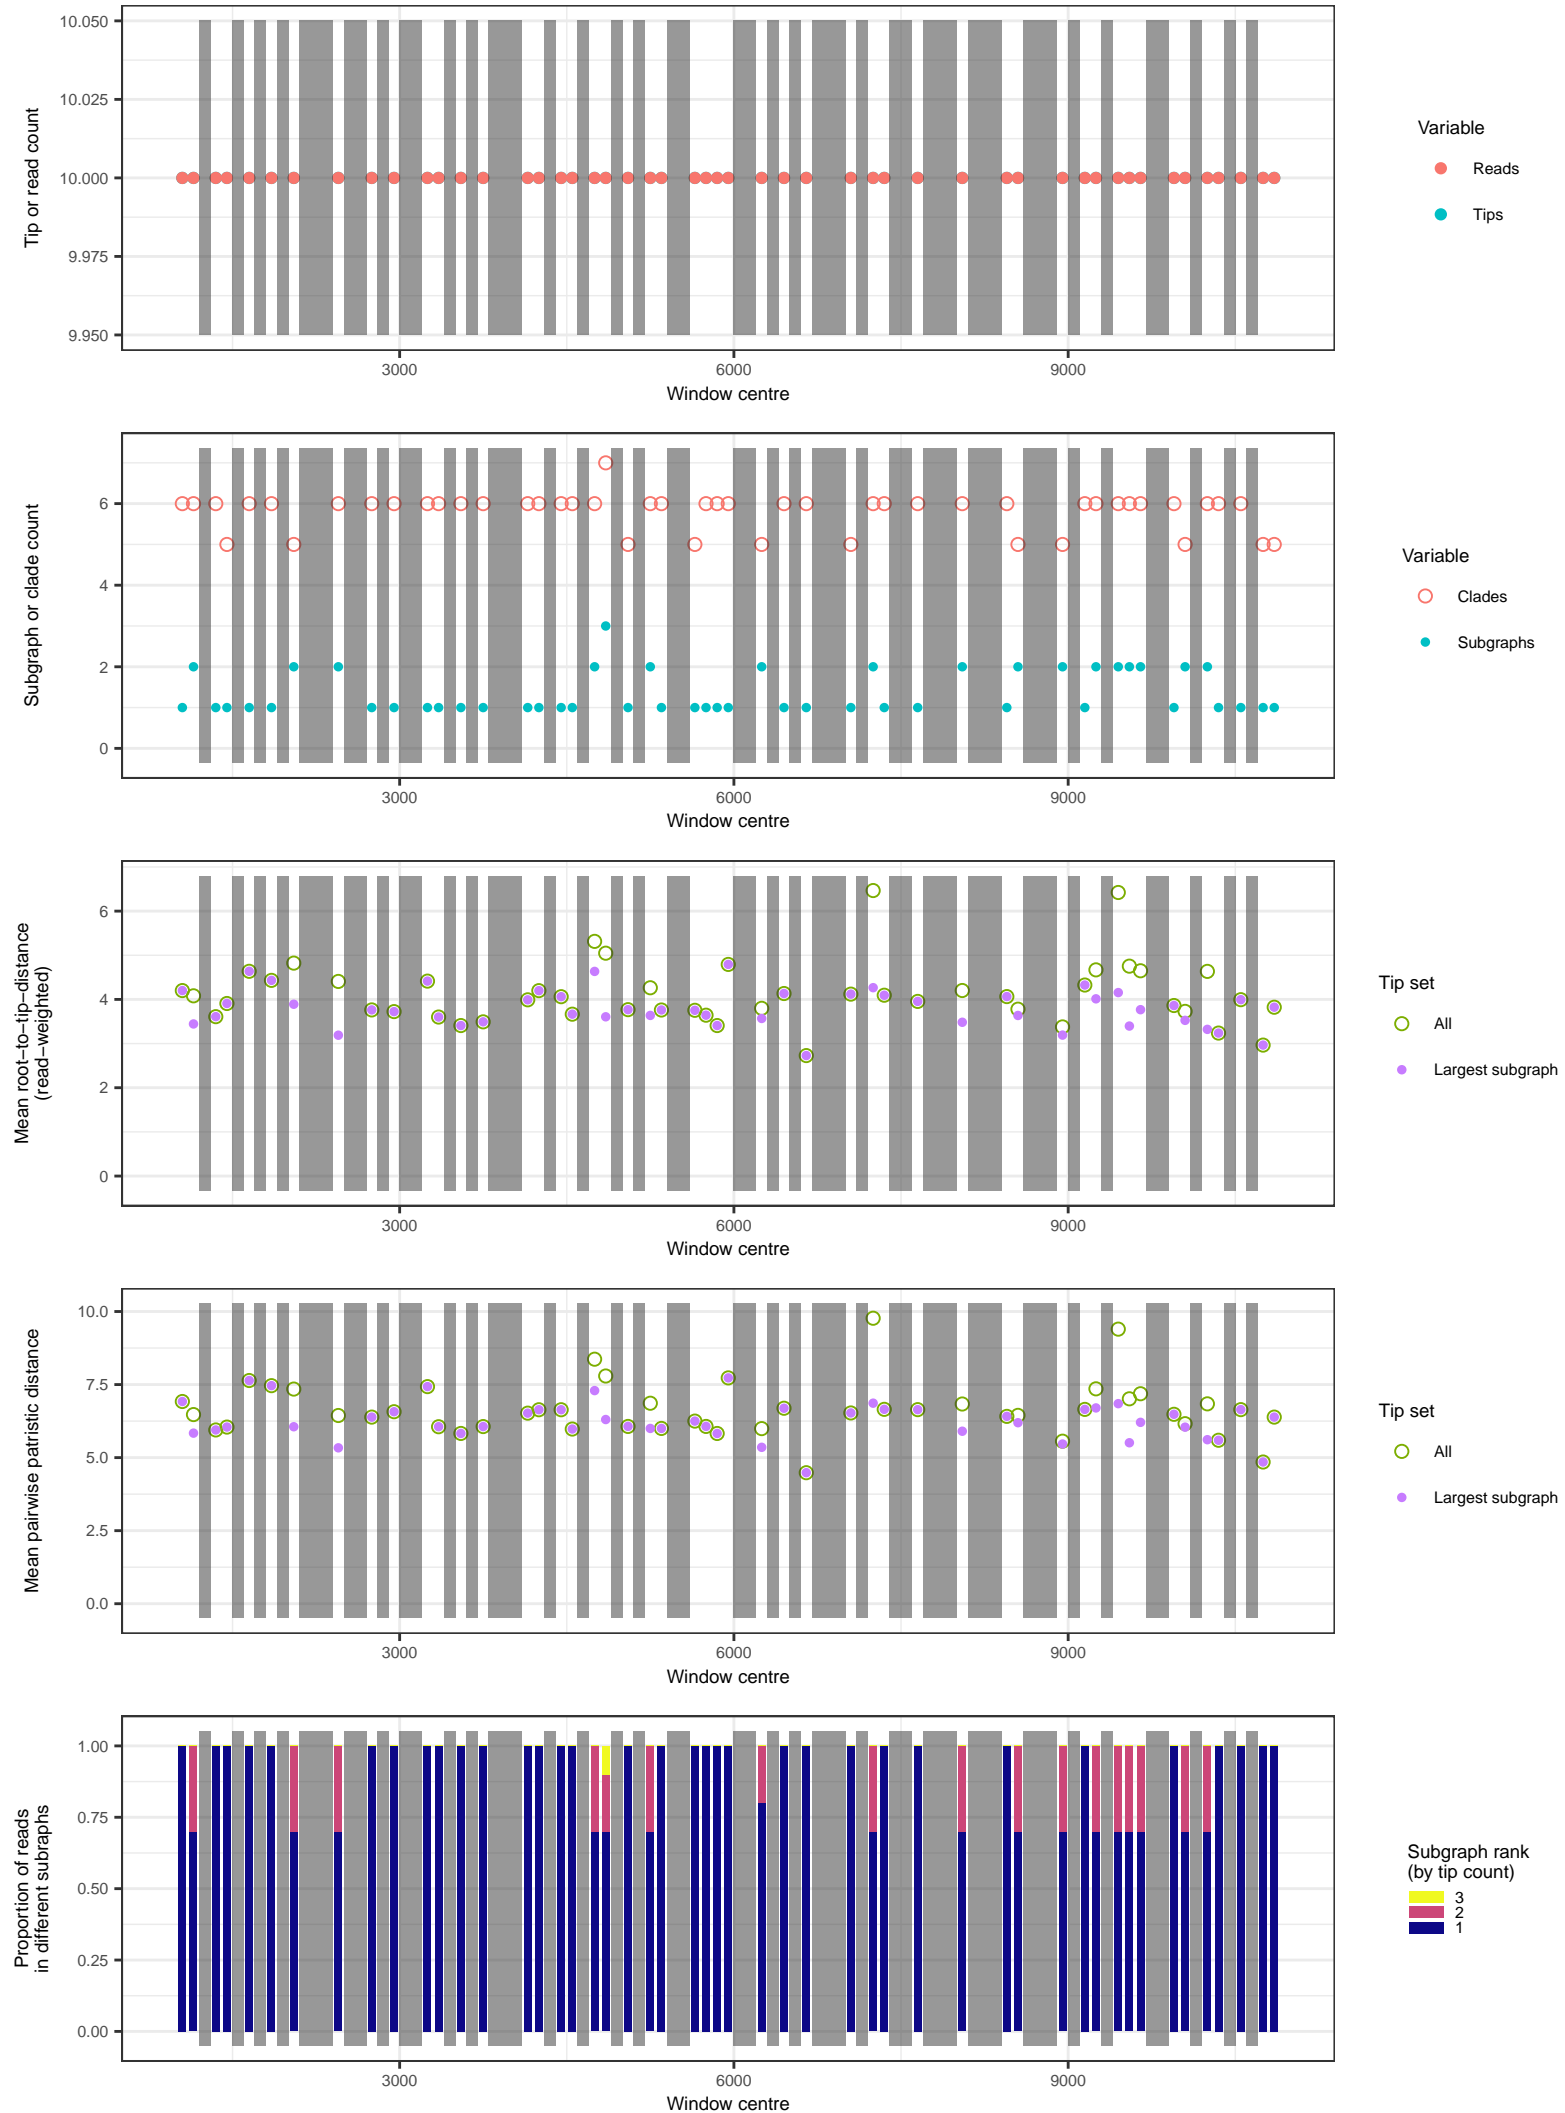 10.050
10.025
10.000
9.975
9.950
Tip or read count
3000
6000
9000
Window centre
Variable
Reads
Tips
6
4
2
0
Subgraph or clade count
3000
6000
9000
Window centre
Variable
Clades
Subgraphs
6
4
2
0
Mean root−to−tip−distance
(read−weighted)
3000
6000
9000
Window centre
Tip set
All
Largest subgraph
10.0
7.5
5.0
2.5
0.0
Mean pairwise patristic distance
3000
6000
9000
Window centre
Tip set
All
Largest subgraph
1.00
0.75
0.50
0.25
0.00
Proportion of reads
in different subraphs
3000
6000
9000
Window centre
Subgraph rank
(by tip count)
3
2
1